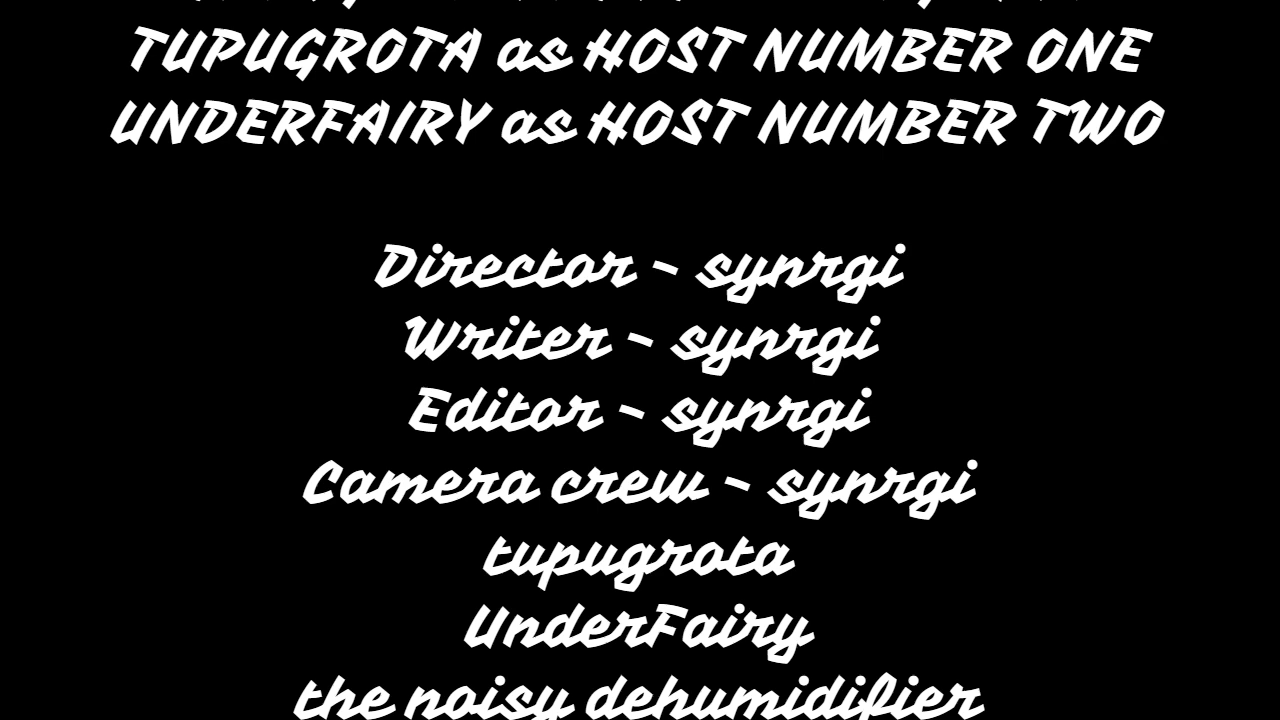 TUPUGROTA as HOST NUMBER ONE
UNDERFAIRY as HOST NUMBER TWO
Director - synrgi
Writer - synrgi
Editor - synrgi
Camera crew - synrgi
tupugrota
UnderFairy
the noisy dehumidifier